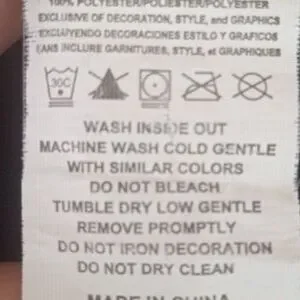 100% POLYESTER/POLIESTER/POLYESTER
EXCLUSIVE OF DECORATION, STYLE, and GRAPHICS
EXCLUYENDO DECORACIONES ESTILO Y GRAFICOS
SANS INCLURE GARNITURES, STYLE, et GRAPHIQUES
30C
WASH INSIDE OUT
MACHINE WASH COLD GENTLE
WITH SIMILAR COLORS
DO NOT BLEACH
TUMBLE DRY LOW GENTLE
REMOVE PROMPTLY
DO NOT IRON DECORATION
DO NOT DRY CLEAN
MADE IN CHINA